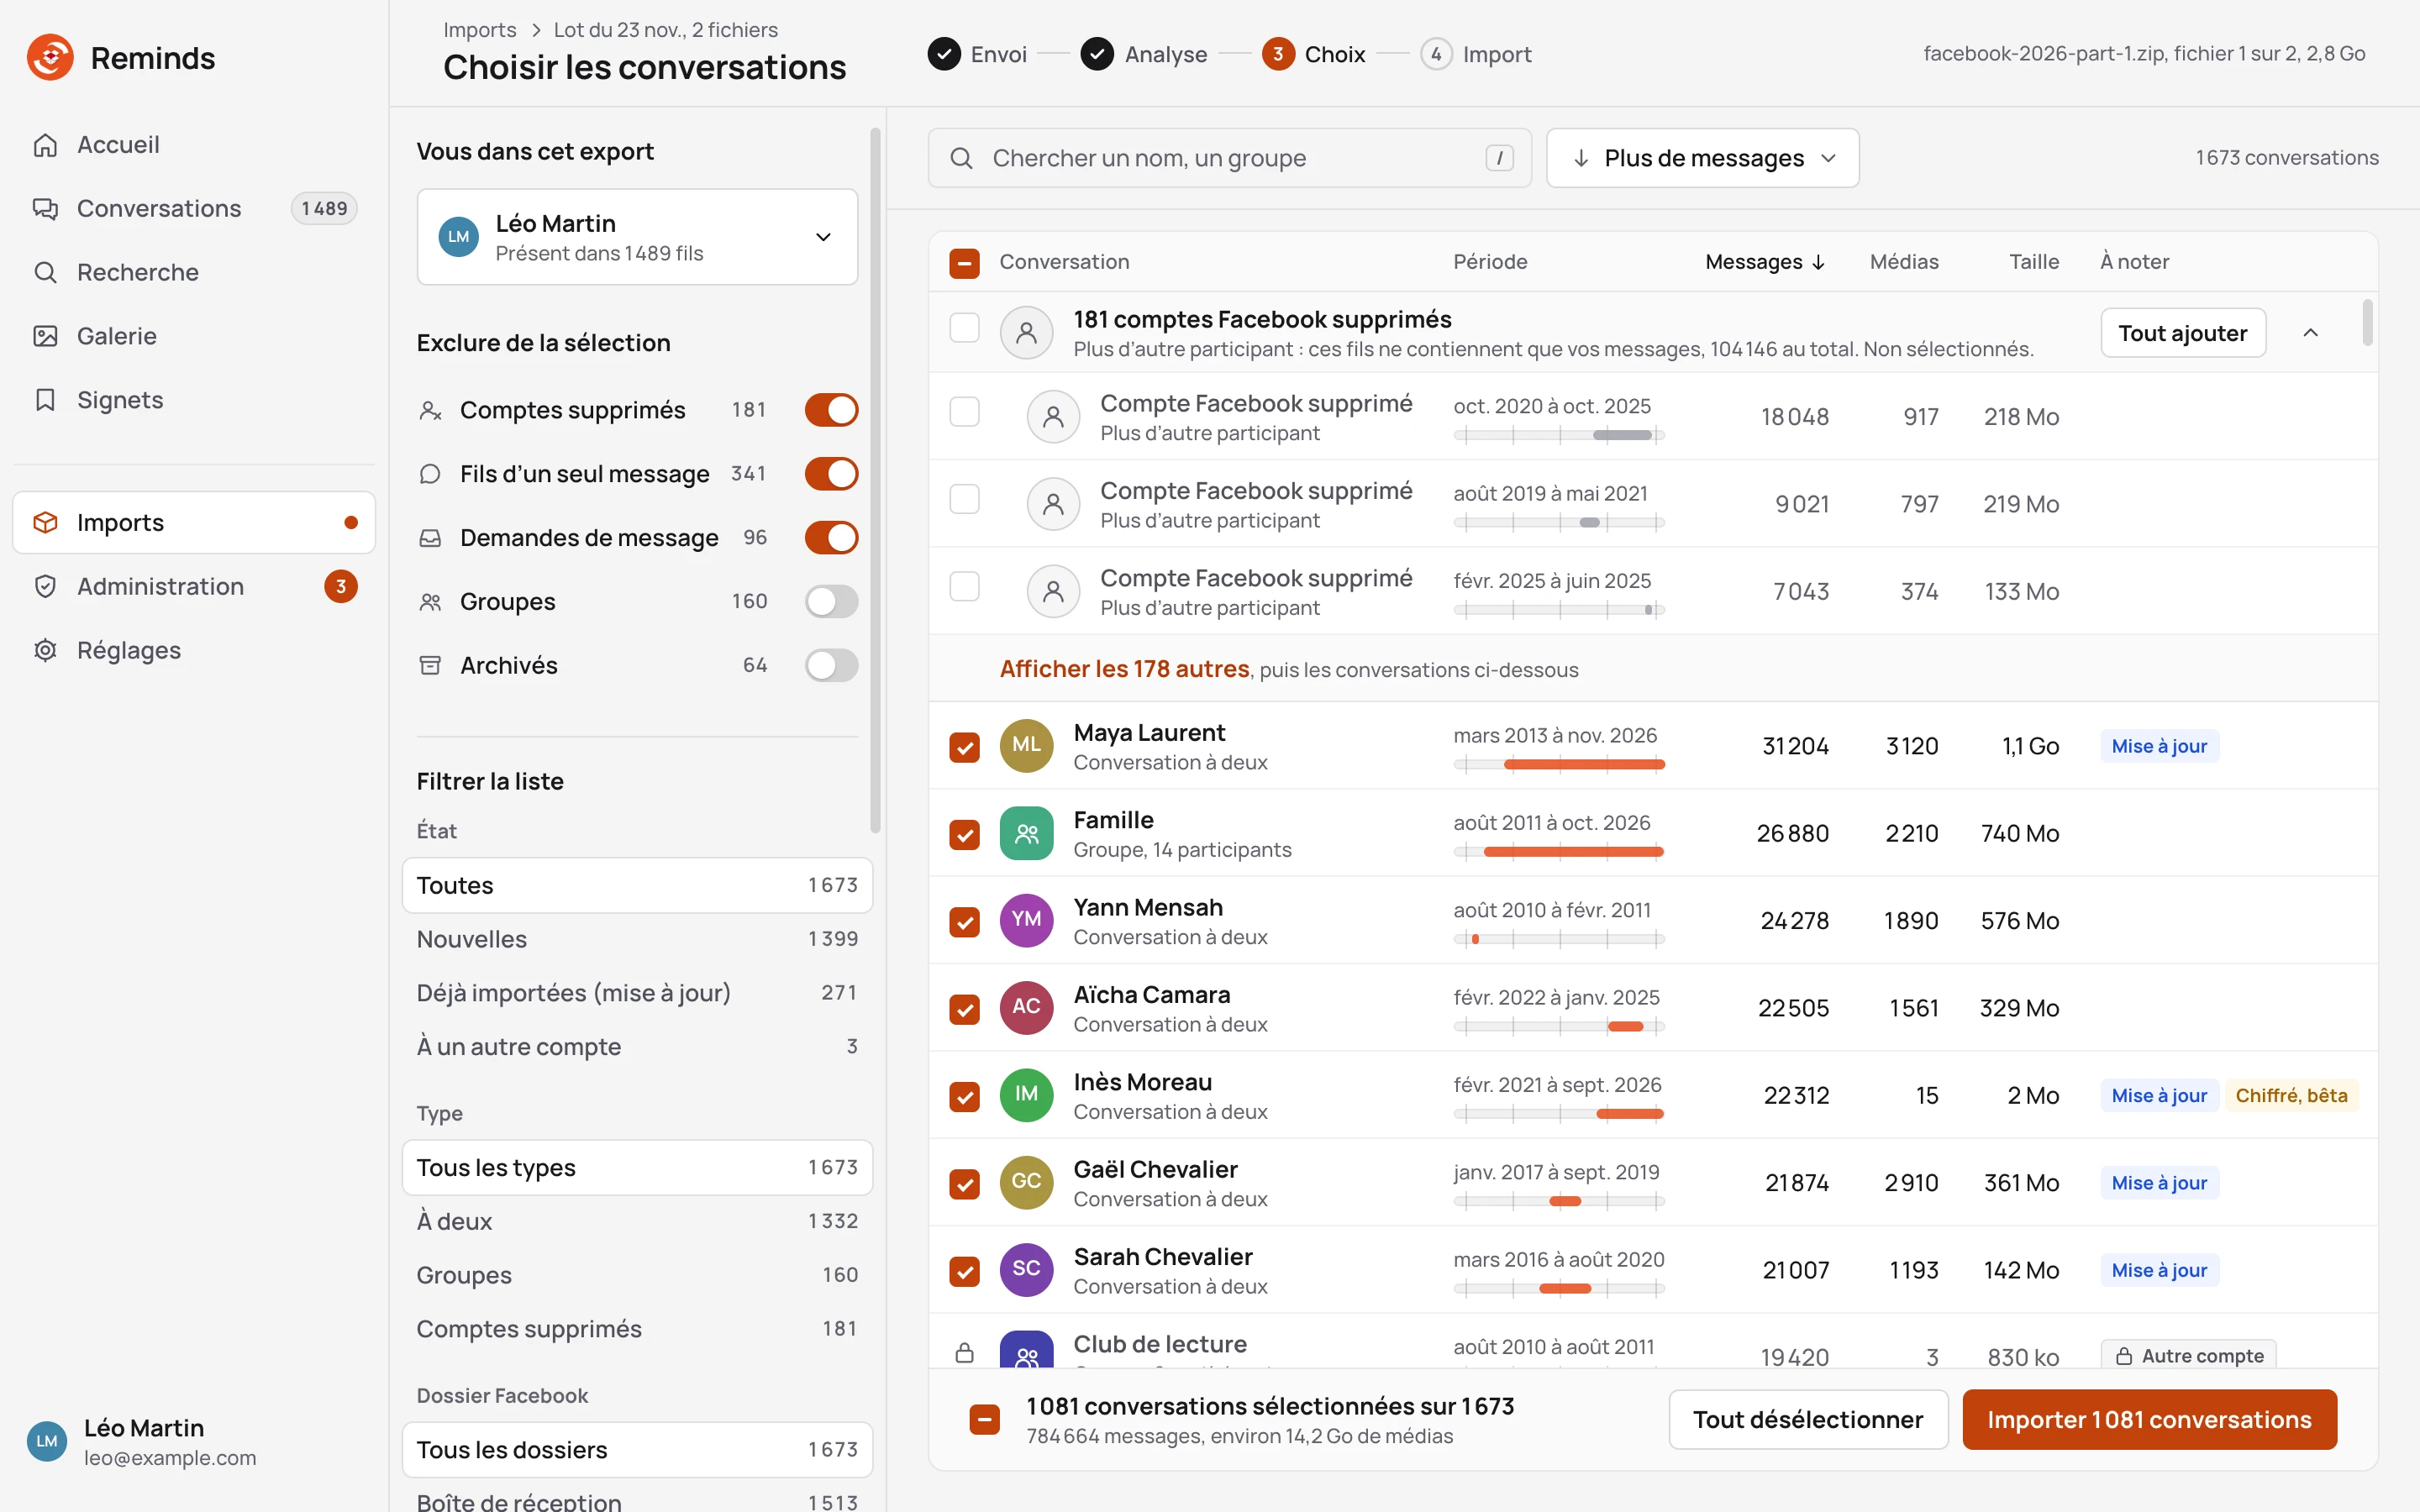 Reminds
Accueil
Conversations 1 489
Recherche
Galerie
Signets
Imports
Administration 3
Réglages
LM
Léo Martin
leo@example.com
Imports > Lot du 23 nov., 2 fichiers
Choisir les conversations
Envoi
Analyse
3 Choix
4 Import
facebook-2026-part-1.zip, fichier 1 sur 2, 2,8 Go
Vous dans cet export
LM
Léo Martin
Présent dans 1 489 fils
Exclure de la sélection
Comptes supprimés 181
Fils d’un seul message 341
Demandes de message 96
Groupes 160
Archivés 64
Filtrer la liste
État
Toutes 1 673
Nouvelles 1 399
Déjà importées (mise à jour) 271
À un autre compte 3
Type
Tous les types 1 673
À deux 1 332
Groupes 160
Comptes supprimés 181
Dossier Facebook
Tous les dossiers 1 673
Boîte de réception 1 513
Chercher un nom, un groupe /
Plus de messages
1 673 conversations
Conversation Période Messages Médias Taille À noter
181 comptes Facebook supprimés
Plus d’autre participant : ces fils ne contiennent que vos messages, 104 146 au total. Non sélectionnés.
Tout ajouter
Compte Facebook supprimé
Plus d’autre participant
oct. 2020 à oct. 2025
18 048 917 218 Mo
Compte Facebook supprimé
Plus d’autre participant
août 2019 à mai 2021
9 021 797 219 Mo
Compte Facebook supprimé
Plus d’autre participant
févr. 2025 à juin 2025
7 043 374 133 Mo
Afficher les 178 autres, puis les conversations ci-dessous
ML
Maya Laurent
Conversation à deux
mars 2013 à nov. 2026
31 204 3 120 1,1 Go Mise à jour
Famille
Groupe, 14 participants
août 2011 à oct. 2026
26 880 2 210 740 Mo
YM
Yann Mensah
Conversation à deux
août 2010 à févr. 2011
24 278 1 890 576 Mo
AC
Aïcha Camara
Conversation à deux
févr. 2022 à janv. 2025
22 505 1 561 329 Mo
IM
Inès Moreau
Conversation à deux
févr. 2021 à sept. 2026
22 312 15 2 Mo Mise à jour Chiffré, bêta
GC
Gaël Chevalier
Conversation à deux
janv. 2017 à sept. 2019
21 874 2 910 361 Mo Mise à jour
SC
Sarah Chevalier
Conversation à deux
mars 2016 à août 2020
21 007 1 193 142 Mo Mise à jour
Club de lecture
août 2010 à août 2011
19 420 3 830 ko Autre compte
1 081 conversations sélectionnées sur 1 673
784 664 messages, environ 14,2 Go de médias
Tout désélectionner
Importer 1 081 conversations